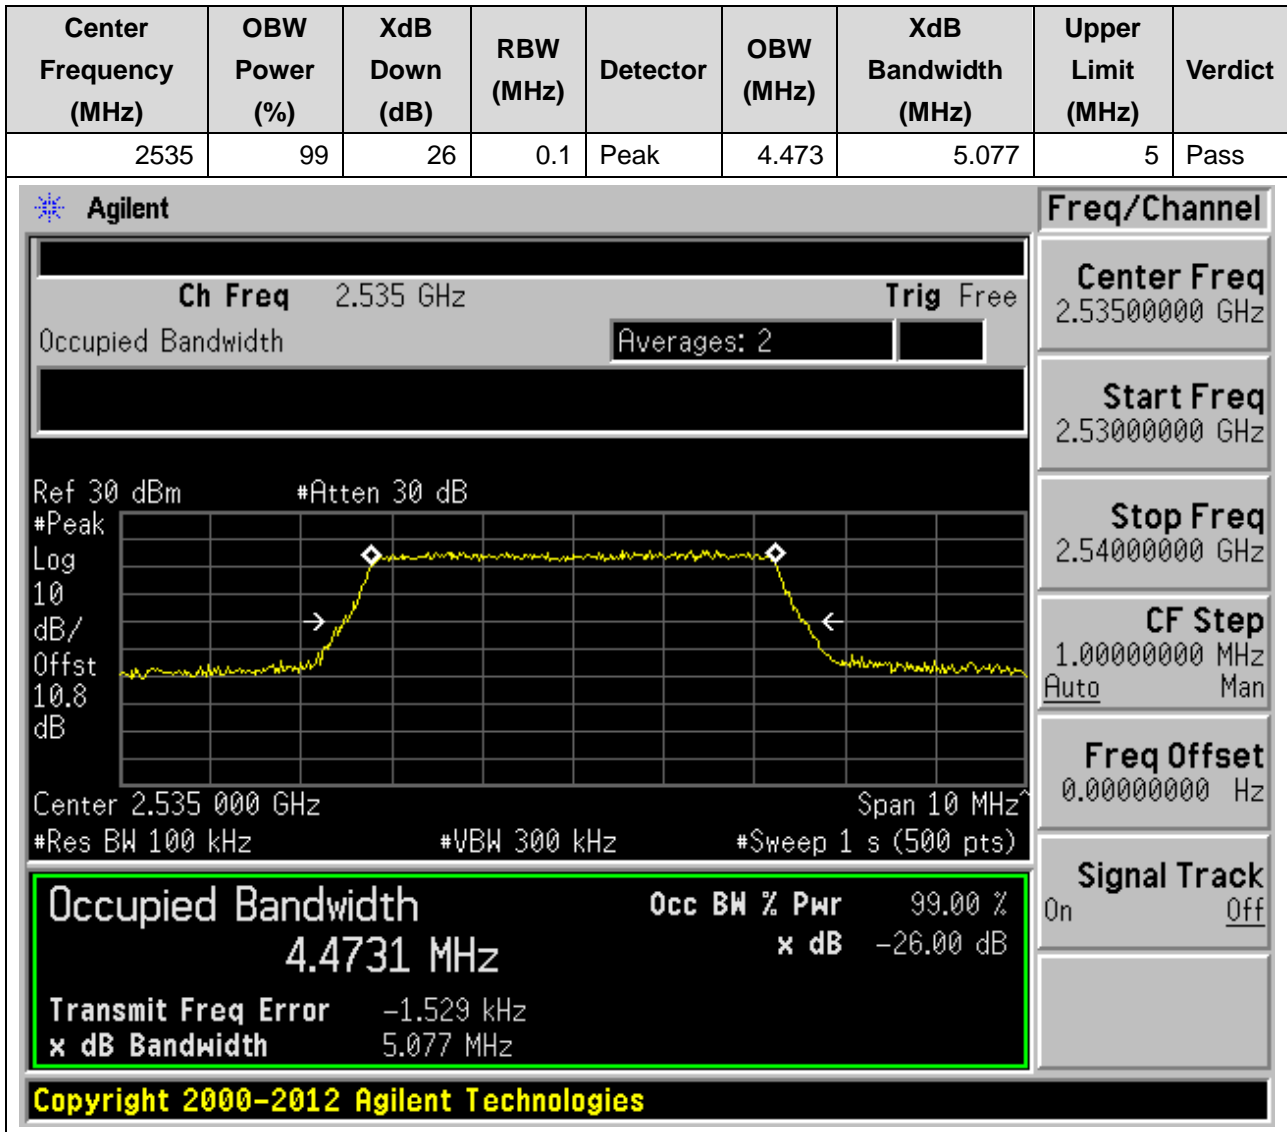 Center Frequency (MHz) OBW Power (%) XdB Down (dB) RBW (MHz) Detector OBW (MHz) XdB Bandwidth (MHz) Upper Limit (MHz) Verdict
2535 99 26 0.1 Peak 4.473 5.077 5 Pass
Agilent
Ch Freq 2.535 GHz Trig Free
Occupied Bandwidth Averages: 2
Ref 30 dBm #Atten 30 dB
#Peak
Log
10
dB/
Offst
10.8
dB
Center 2.535 000 GHz Span 10 MHz^
#Res BW 100 kHz #VBW 300 kHz #Sweep 1 s (500 pts)
Occupied Bandwidth Occ BW % Pwr 99.00 %
4.4731 MHz x dB -26.00 dB
Transmit Freq Error -1.529 kHz
x dB Bandwidth 5.077 MHz
Copyright 2000-2012 Agilent Technologies
Freq/Channel
Center Freq
2.53500000 GHz
Start Freq
2.53000000 GHz
Stop Freq
2.54000000 GHz
CF Step
1.00000000 MHz
Auto Man
Freq Offset
0.00000000 Hz
Signal Track
On Off